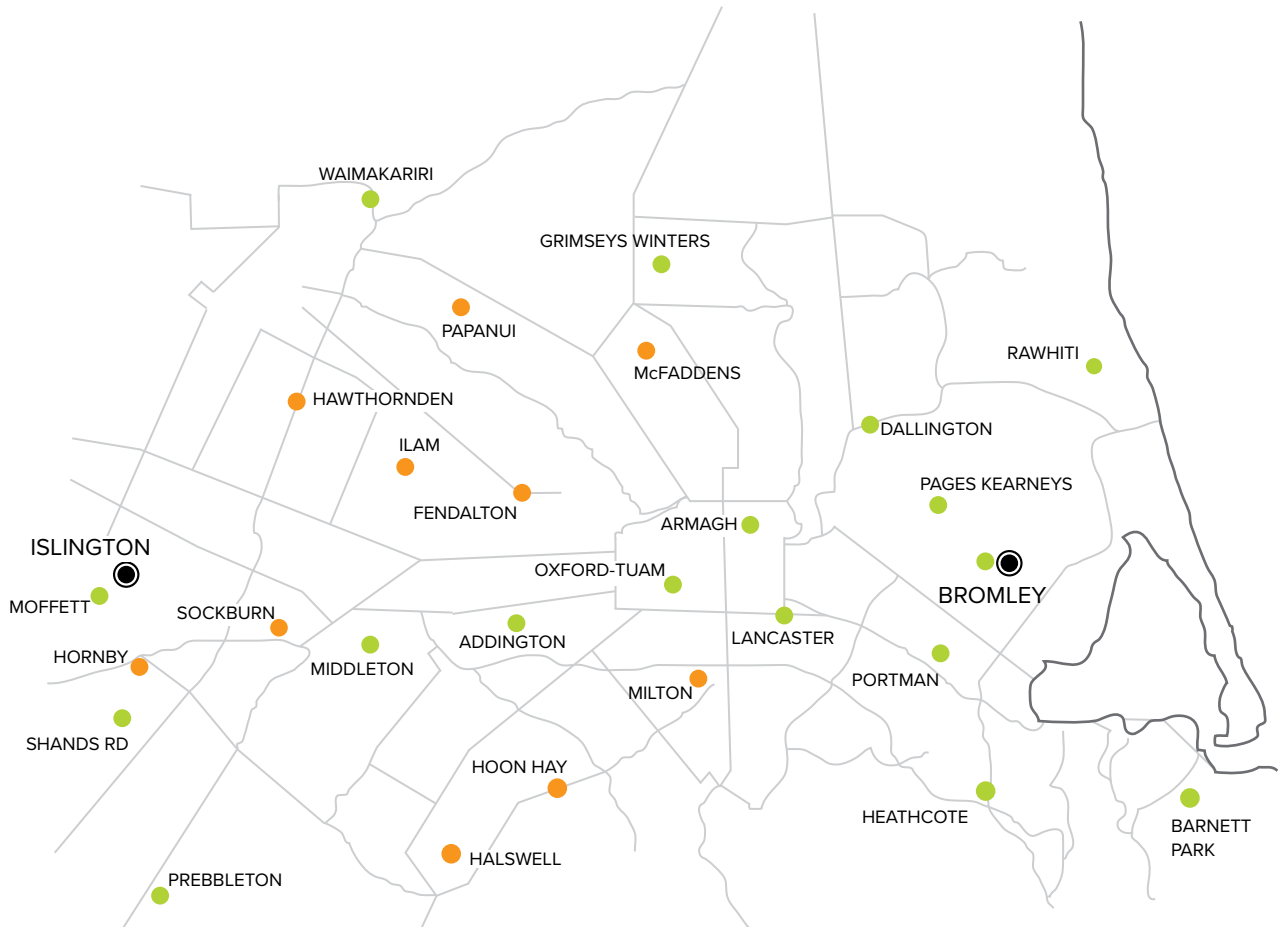 WAIMAKARIRI
GRIMSEYS WINTERS
PAPANUI
RAWHITI
McFADDENS
HAWTHORNDEN
DALLINGTON
ILAM
PAGES KEARNEYS
FENDALTON
ARMAGH
ISLINGTON
OXFORD-TUAM
BROMLEY
MOFFETT
SOCKBURN
LANCASTER
ADDINGTON
HORNBY
MIDDLETON
PORTMAN
MILTON
SHANDS RD
HOON HAY
HEATHCOTE
BARNETT
PARK
HALSWELL
PREBBLETON